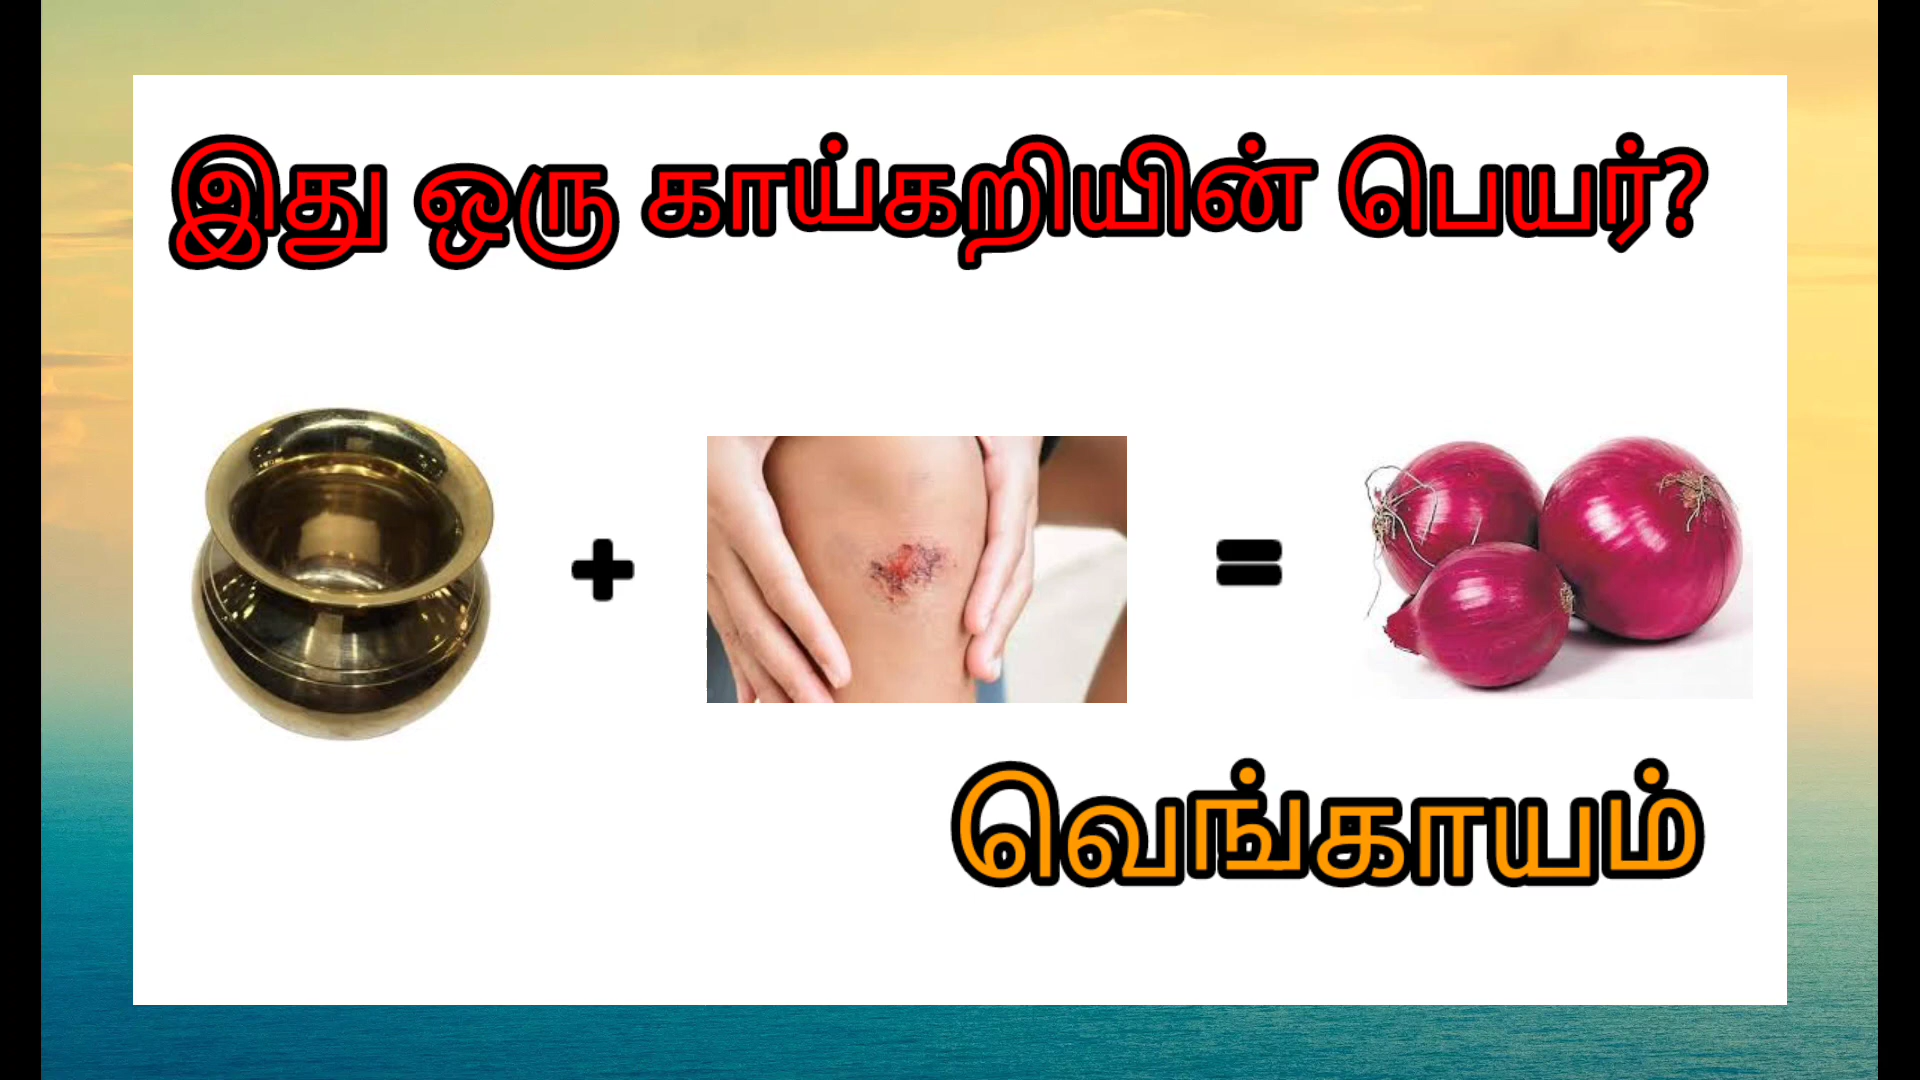 இது ஒரு காய்கறியின் பெயர்?
+
=
வெங்காயம்